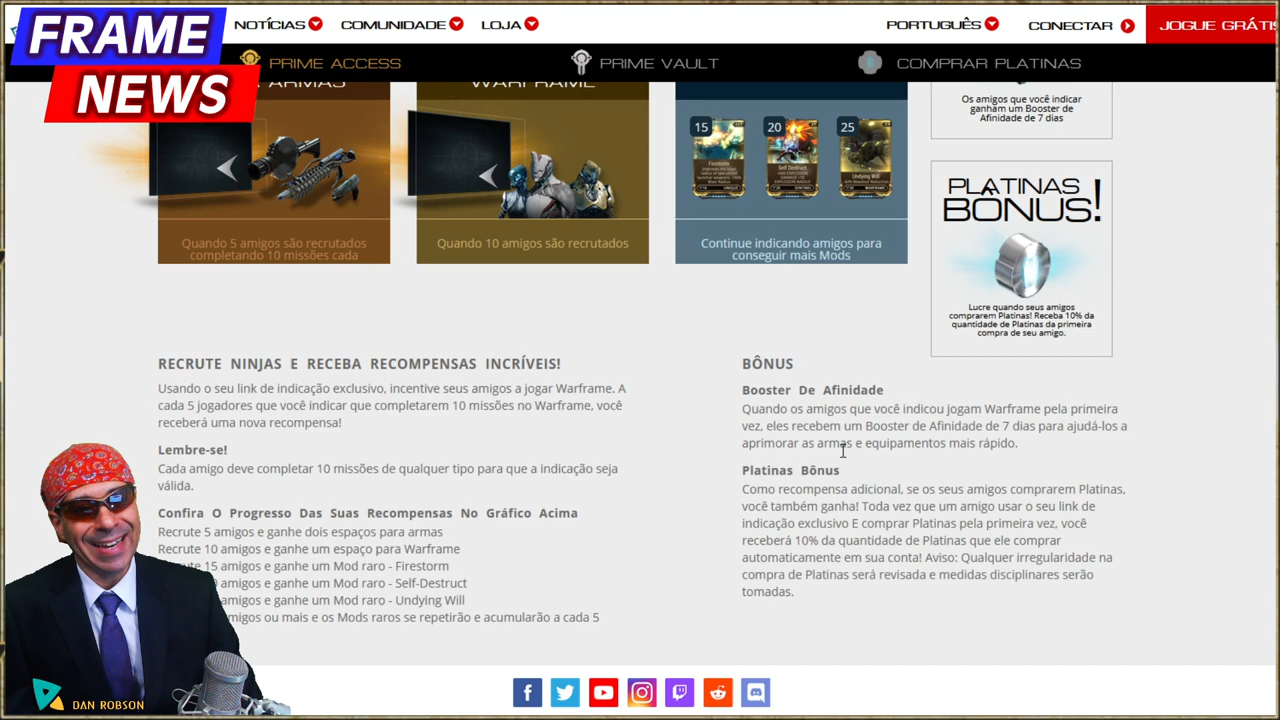 FRAME
NEWS
NOTÍCIAS
COMUNIDADE
LOJA
PORTUGUÊS
CONECTAR
JOGUE GRÁTIS
PRIME ACCESS
PRIME VAULT
COMPRAR PLATINAS
ARMAS
WARFRAME
Quando 5 amigos são recrutados
completando 10 missões cada
Quando 10 amigos são recrutados
15
20
25
Firestorm
Self Destruct
Undying Will
Continue indicando amigos para
conseguir mais Mods
Os amigos que você indicar
ganham um Booster de
Afinidade de 7 dias
PLATINAS
BÔNUS!
Lucre quando seus amigos
comprarem Platinas! Receba 10% da
quantidade de Platinas da primeira
compra de seu amigo.
RECRUTE NINJAS E RECEBA RECOMPENSAS INCRÍVEIS!
Usando o seu link de indicação exclusivo, incentive seus amigos a jogar Warframe. A
cada 5 jogadores que você indicar que completarem 10 missões no Warframe, você
receberá uma nova recompensa!
Lembre-se!
Cada amigo deve completar 10 missões de qualquer tipo para que a indicação seja
válida.
Confira O Progresso Das Suas Recompensas No Gráfico Acima
Recrute 5 amigos e ganhe dois espaços para armas
Recrute 10 amigos e ganhe um espaço para Warframe
ute 15 amigos e ganhe um Mod raro - Firestorm
amigos e ganhe um Mod raro - Self-Destruct
amigos e ganhe um Mod raro - Undying Will
migos ou mais e os Mods raros se repetirão e acumularão a cada 5
BÔNUS
Booster De Afinidade
Quando os amigos que você indicou jogam Warframe pela primeira
vez, eles recebem um Booster de Afinidade de 7 dias para ajudá-los a
aprimorar as armas e equipamentos mais rápido.
Platinas Bônus
Como recompensa adicional, se os seus amigos comprarem Platinas,
você também ganha! Toda vez que um amigo usar o seu link de
indicação exclusivo E comprar Platinas pela primeira vez, você
receberá 10% da quantidade de Platinas que ele comprar
automaticamente em sua conta! Aviso: Qualquer irregularidade na
compra de Platinas será revisada e medidas disciplinares serão
tomadas.
DAN ROBSON